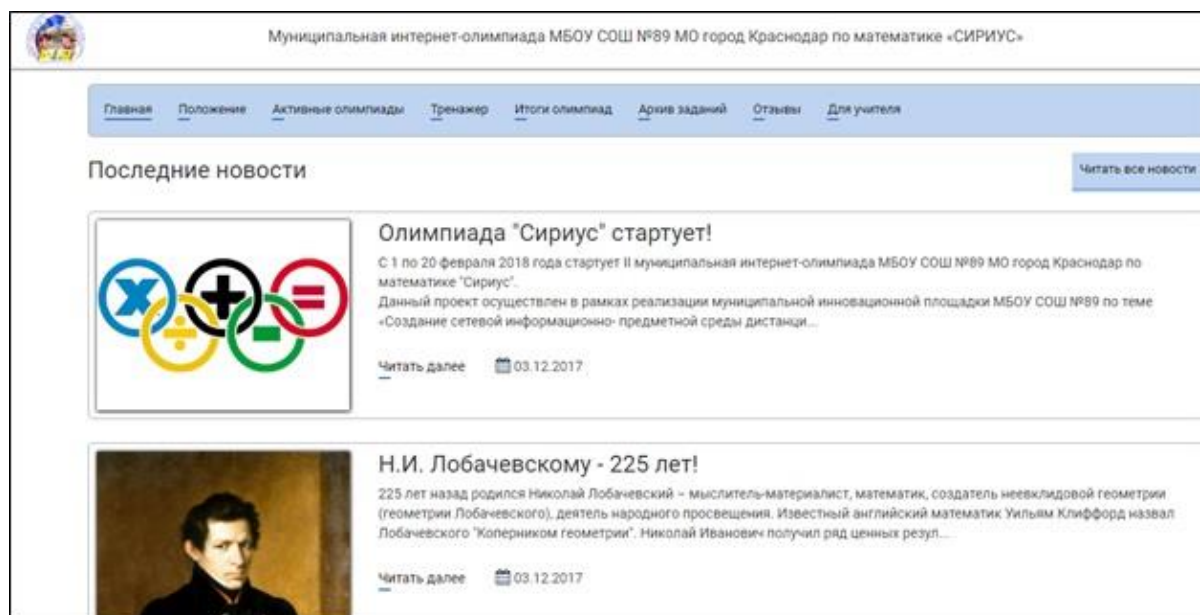 Муниципальная интернет-олимпиада МБОУ СОШ №89 МО город Краснодар по математике «СИРИУС»
Главная Положение Активные олимпиады Тренажер Итоги олимпиад Архив заданий Отзывы Для учителя
Последние новости
Читать все новости
Олимпиада "Сириус" стартует!
С 1 по 20 февраля 2018 года стартует II муниципальная интернет-олимпиада МБОУ СОШ №89 МО город Краснодар по
математике "Сириус".
Данный проект осуществлен в рамках реализации муниципальной инновационной площадки МБОУ СОШ №89 по теме
«Создание сетевой информационно- предметной среды дистанци...
Читать далее 03.12.2017
Н.И. Лобачевскому - 225 лет!
225 лет назад родился Николай Лобачевский – мыслитель-материалист, математик, создатель неевклидовой геометрии
(геометрии Лобачевского), деятель народного просвещения. Известный английский математик Уильям Клиффорд назвал
Лобачевского "Коперником геометрии". Николай Иванович получил ряд ценных резул...
Читать далее 03.12.2017